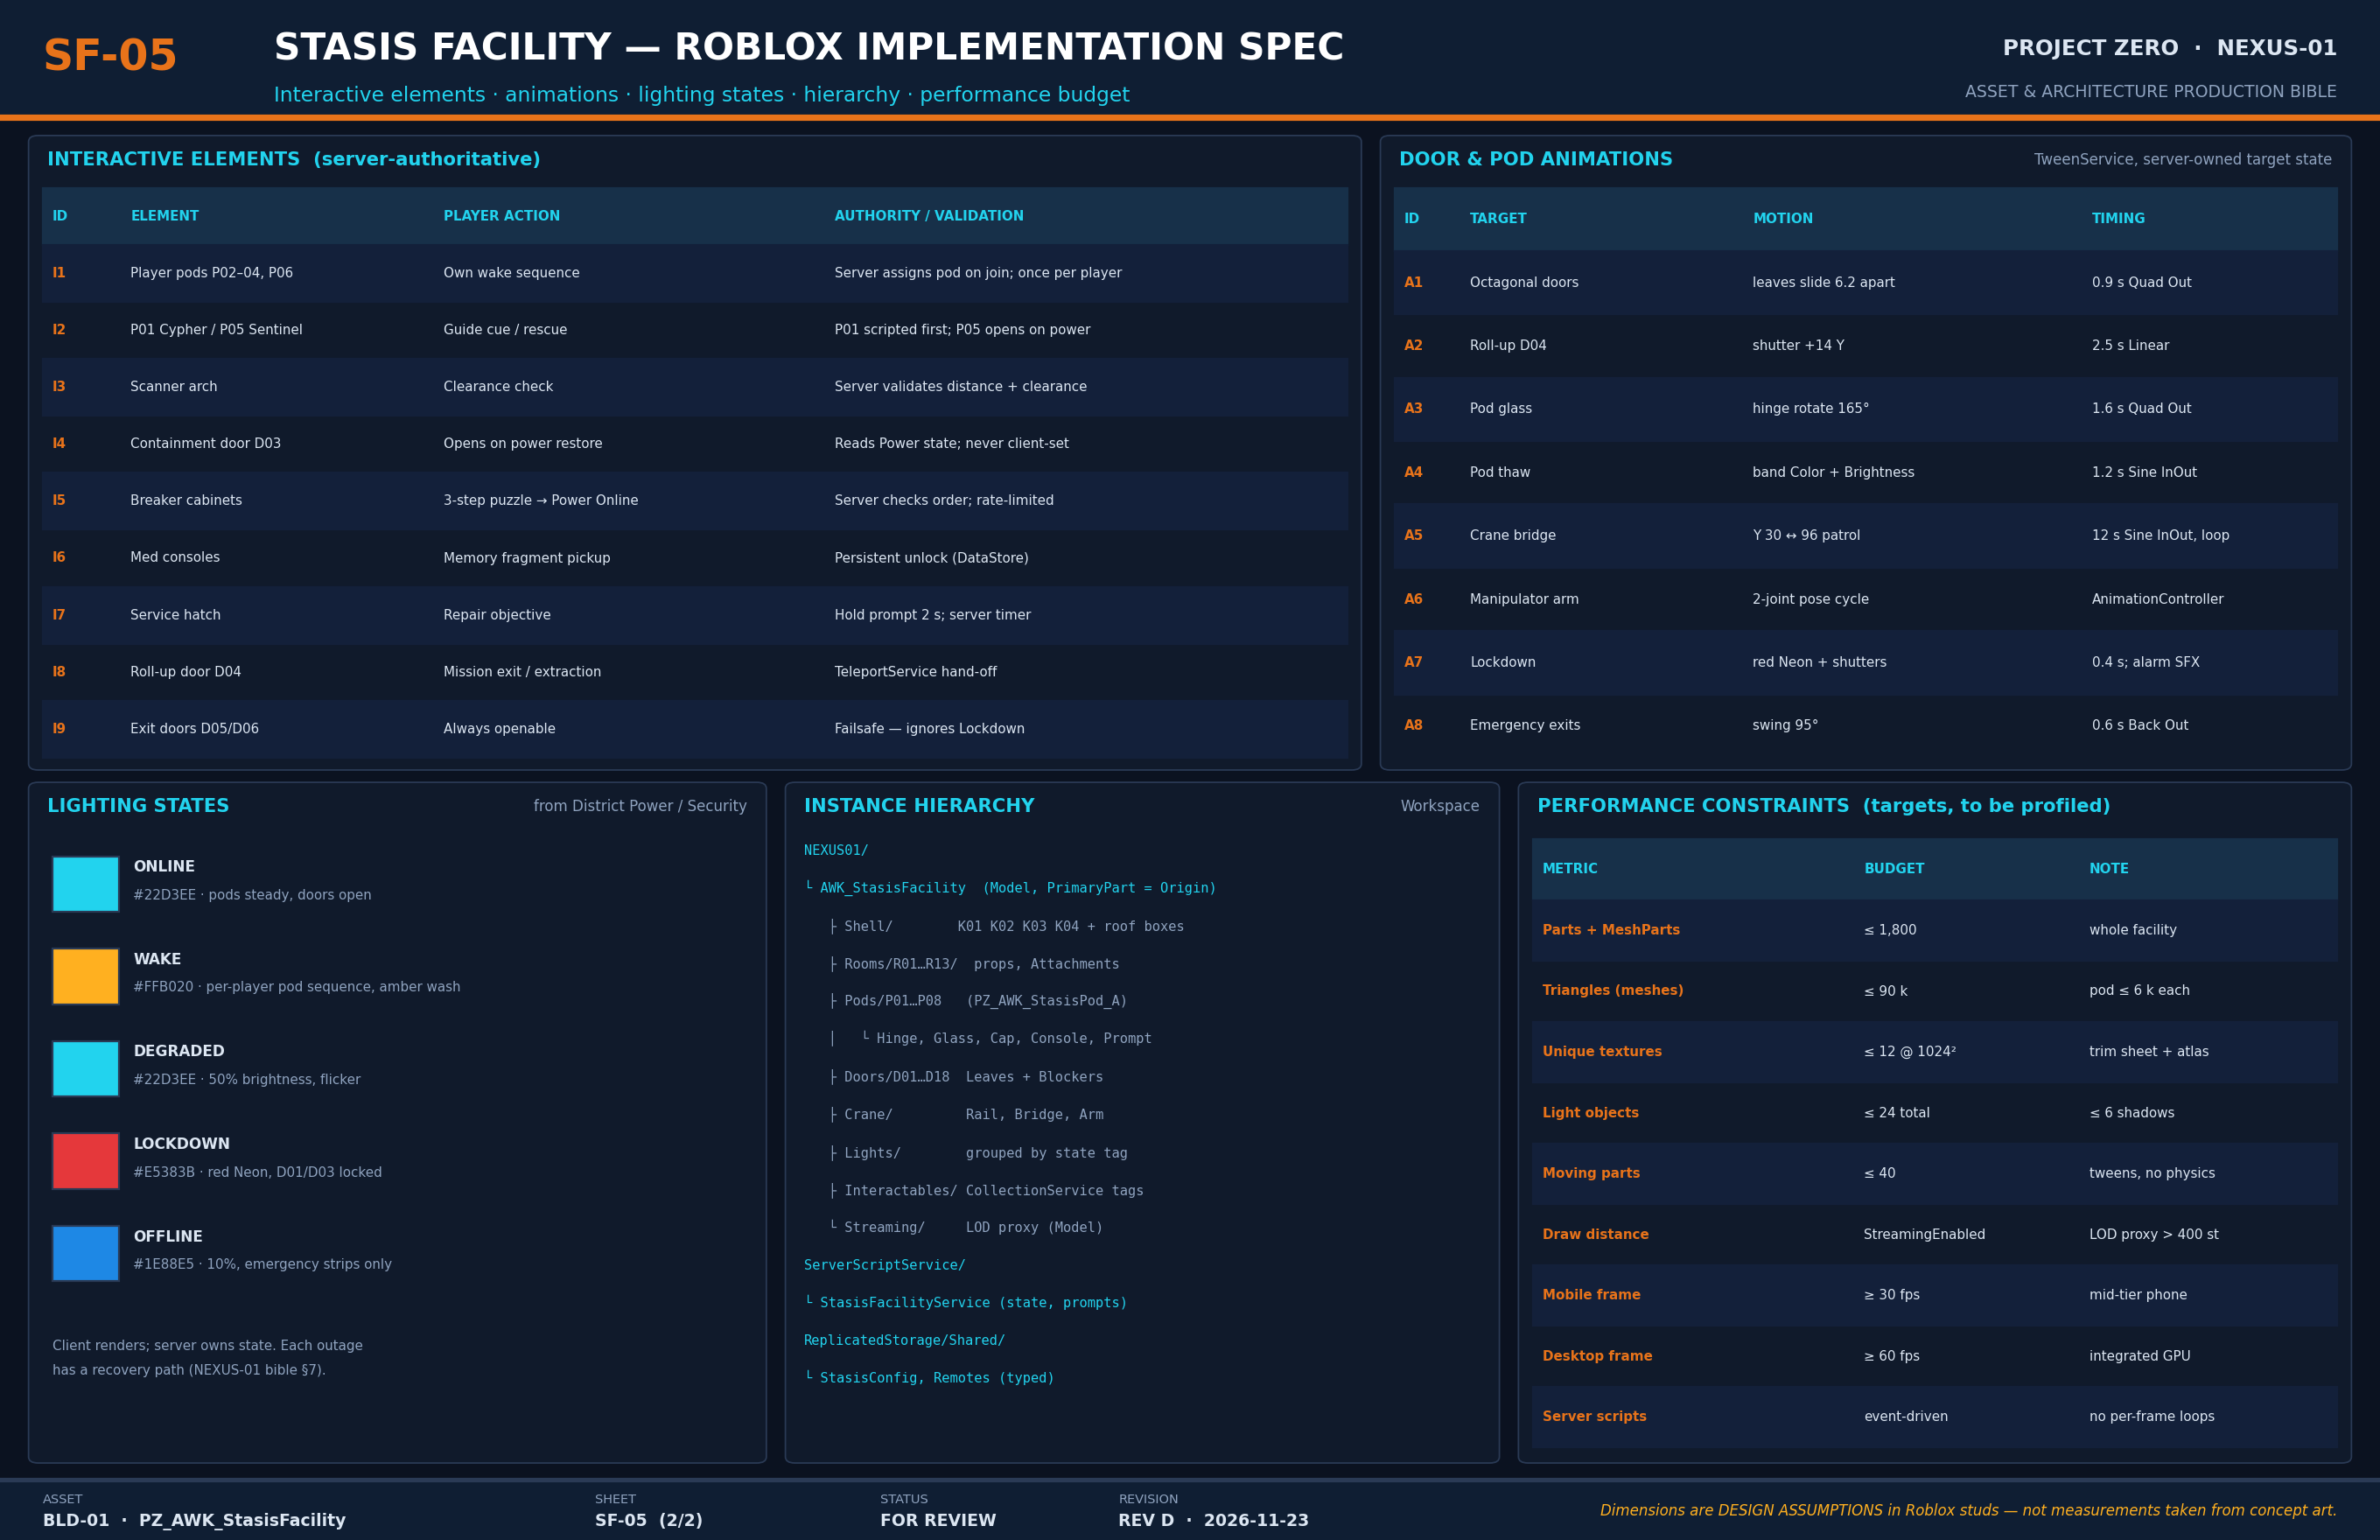 SF-05
STASIS FACILITY — ROBLOX IMPLEMENTATION SPEC
Interactive elements · animations · lighting states · hierarchy · performance budget
PROJECT ZERO · NEXUS-01
ASSET & ARCHITECTURE PRODUCTION BIBLE
INTERACTIVE ELEMENTS (server-authoritative)
ID ELEMENT PLAYER ACTION AUTHORITY / VALIDATION
I1 Player pods P02–04, P06 Own wake sequence Server assigns pod on join; once per player
I2 P01 Cypher / P05 Sentinel Guide cue / rescue P01 scripted first; P05 opens on power
I3 Scanner arch Clearance check Server validates distance + clearance
I4 Containment door D03 Opens on power restore Reads Power state; never client-set
I5 Breaker cabinets 3-step puzzle → Power Online Server checks order; rate-limited
I6 Med consoles Memory fragment pickup Persistent unlock (DataStore)
I7 Service hatch Repair objective Hold prompt 2 s; server timer
I8 Roll-up door D04 Mission exit / extraction TeleportService hand-off
I9 Exit doors D05/D06 Always openable Failsafe — ignores Lockdown
DOOR & POD ANIMATIONS TweenService, server-owned target state
ID TARGET MOTION TIMING
A1 Octagonal doors leaves slide 6.2 apart 0.9 s Quad Out
A2 Roll-up D04 shutter +14 Y 2.5 s Linear
A3 Pod glass hinge rotate 165° 1.6 s Quad Out
A4 Pod thaw band Color + Brightness 1.2 s Sine InOut
A5 Crane bridge Y 30 ↔ 96 patrol 12 s Sine InOut, loop
A6 Manipulator arm 2-joint pose cycle AnimationController
A7 Lockdown red Neon + shutters 0.4 s; alarm SFX
A8 Emergency exits swing 95° 0.6 s Back Out
LIGHTING STATES from District Power / Security
ONLINE
#22D3EE · pods steady, doors open
WAKE
#FFB020 · per-player pod sequence, amber wash
DEGRADED
#22D3EE · 50% brightness, flicker
LOCKDOWN
#E5383B · red Neon, D01/D03 locked
OFFLINE
#1E88E5 · 10%, emergency strips only
Client renders; server owns state. Each outage
has a recovery path (NEXUS-01 bible §7).
INSTANCE HIERARCHY Workspace
NEXUS01/
└ AWK_StasisFacility (Model, PrimaryPart = Origin)
├ Shell/ K01 K02 K03 K04 + roof boxes
├ Rooms/R01…R13/ props, Attachments
├ Pods/P01…P08 (PZ_AWK_StasisPod_A)
│ └ Hinge, Glass, Cap, Console, Prompt
├ Doors/D01…D18 Leaves + Blockers
├ Crane/ Rail, Bridge, Arm
├ Lights/ grouped by state tag
├ Interactables/ CollectionService tags
└ Streaming/ LOD proxy (Model)
ServerScriptService/
└ StasisFacilityService (state, prompts)
ReplicatedStorage/Shared/
└ StasisConfig, Remotes (typed)
PERFORMANCE CONSTRAINTS (targets, to be profiled)
METRIC BUDGET NOTE
Parts + MeshParts ≤ 1,800 whole facility
Triangles (meshes) ≤ 90 k pod ≤ 6 k each
Unique textures ≤ 12 @ 1024² trim sheet + atlas
Light objects ≤ 24 total ≤ 6 shadows
Moving parts ≤ 40 tweens, no physics
Draw distance StreamingEnabled LOD proxy > 400 st
Mobile frame ≥ 30 fps mid-tier phone
Desktop frame ≥ 60 fps integrated GPU
Server scripts event-driven no per-frame loops
ASSET SHEET STATUS REVISION
BLD-01 · PZ_AWK_StasisFacility SF-05 (2/2) FOR REVIEW REV D · 2026-11-23
Dimensions are DESIGN ASSUMPTIONS in Roblox studs — not measurements taken from concept art.